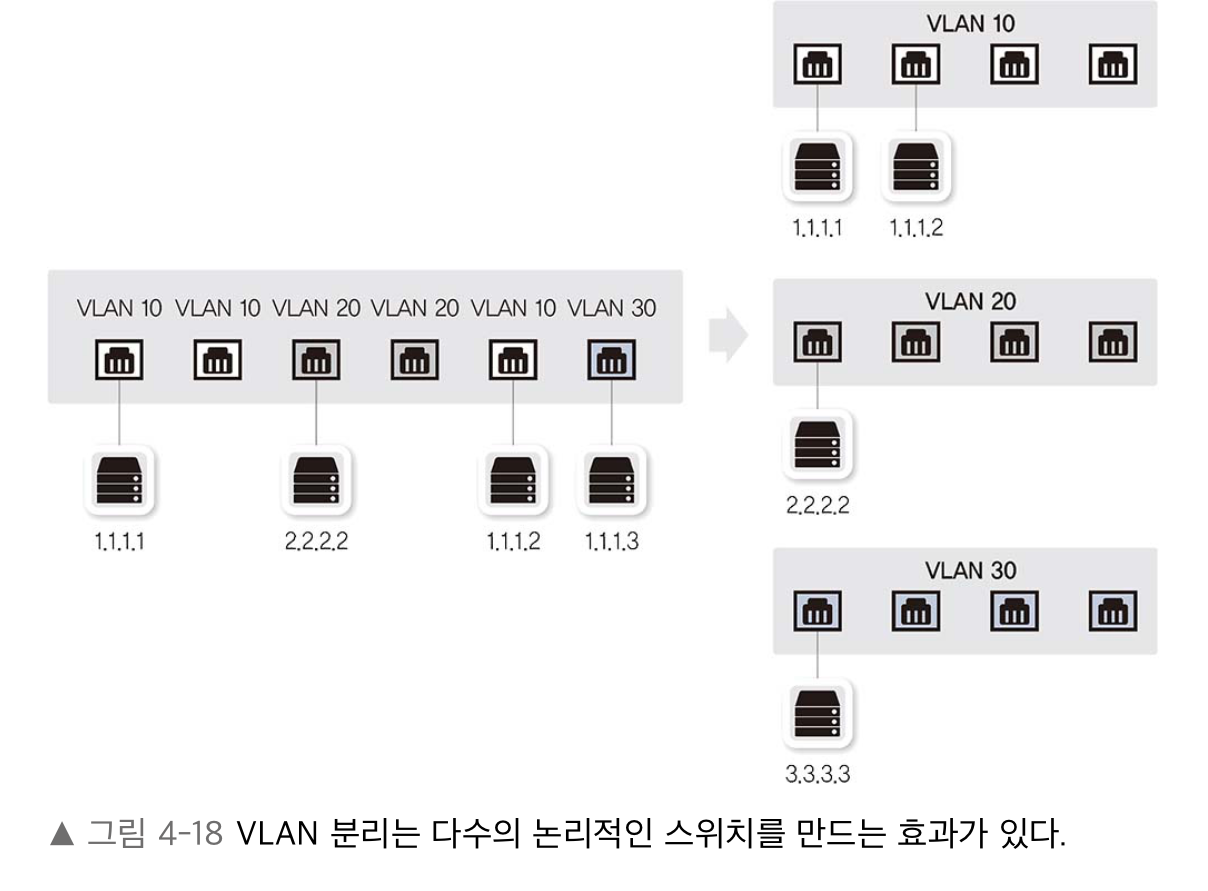 VLAN 10
1.1.1.1 1.1.1.2
VLAN 10 VLAN 10 VLAN 20 VLAN 20 VLAN 10 VLAN 30
1.1.1.1 2.2.2.2 1.1.1.2 1.1.1.3
VLAN 20
2.2.2.2
VLAN 30
3.3.3.3
▲ 그림 4-18 VLAN 분리는 다수의 논리적인 스위치를 만드는 효과가 있다.